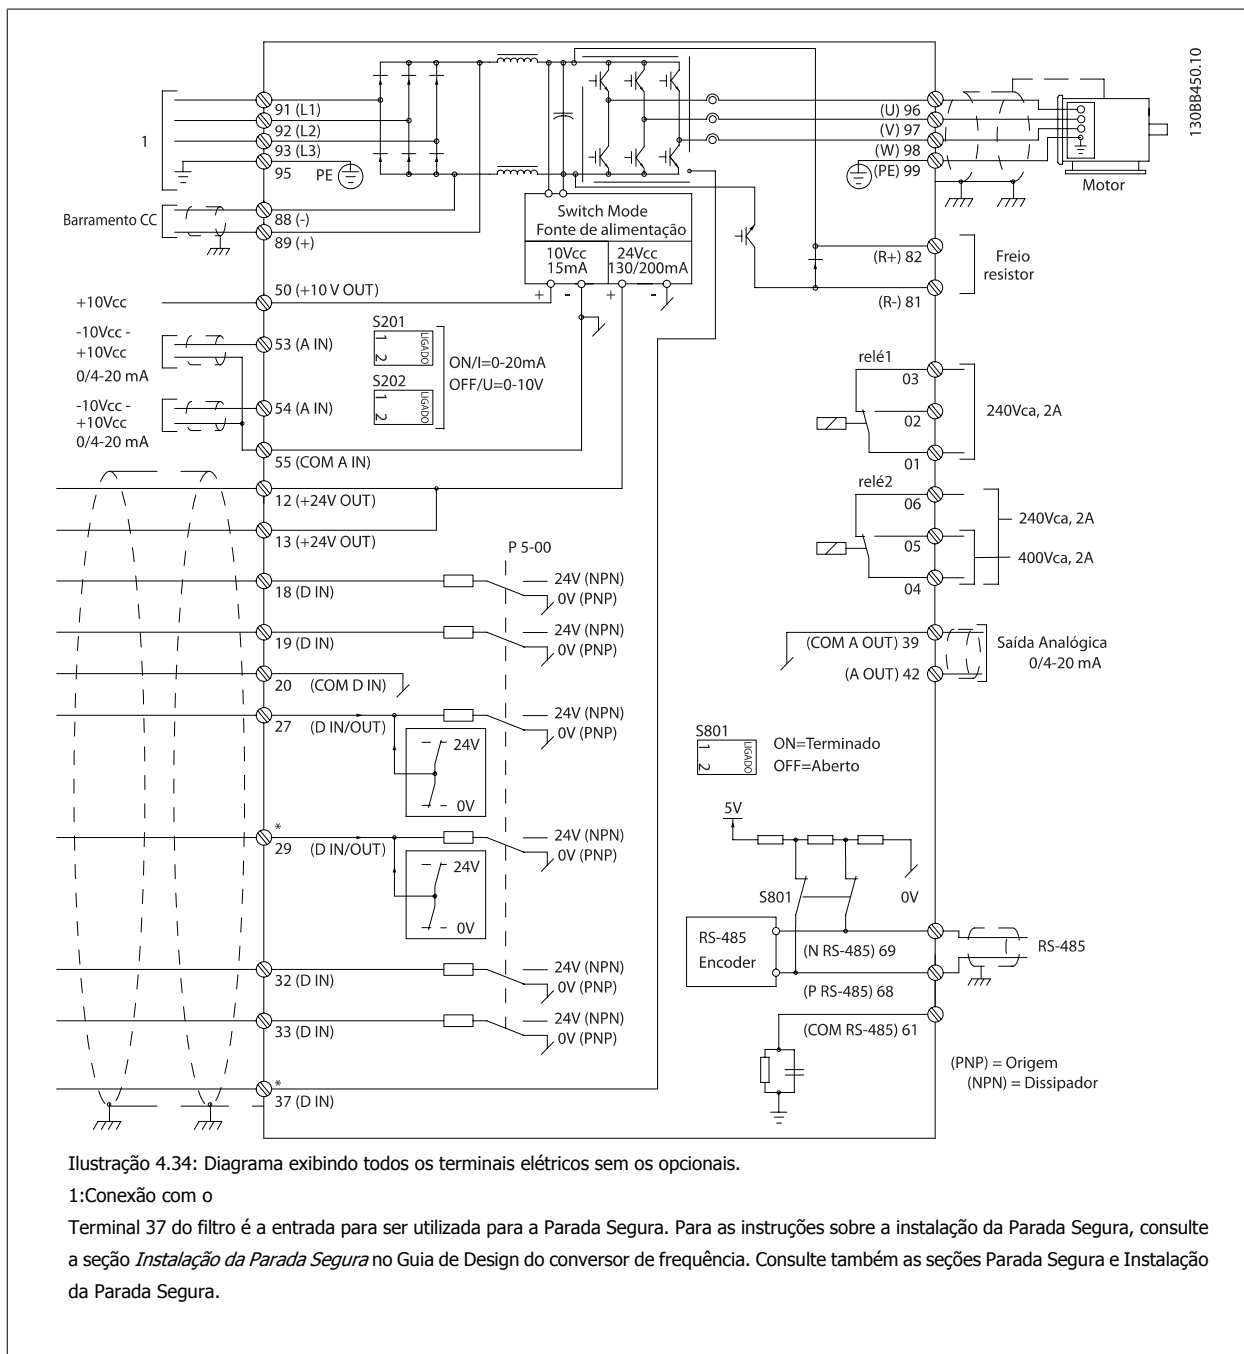 130BB450.10
1
91 (L1)
92 (L2)
93 (L3)
95
PE
Barramento CC
88 (-)
89 (+)
+10Vcc
50 (+10 V OUT)
-10Vcc -
+10Vcc
0/4-20 mA
53 (A IN)
-10Vcc -
+10Vcc
0/4-20 mA
54 (A IN)
55 (COM A IN)
12 (+24V OUT)
13 (+24V OUT)
18 (D IN)
19 (D IN)
20 (COM D IN)
27 (D IN/OUT)
24V
0V
*
29 (D IN/OUT)
24V
0V
32 (D IN)
33 (D IN)
*
37 (D IN)
S201
1
2
LIGADO
S202
1
2
LIGADO
ON/I=0-20mA
OFF/U=0-10V
P 5-00
24V (NPN)
0V (PNP)
24V (NPN)
0V (PNP)
24V (NPN)
0V (PNP)
24V (NPN)
0V (PNP)
24V (NPN)
0V (PNP)
24V (NPN)
0V (PNP)
Switch Mode
Fonte de alimentação
10Vcc
15mA
24Vcc
130/200mA
+ - + -
(U) 96
(V) 97
(W) 98
(PE) 99
Motor
(R+) 82
(R-) 81
Freio
resistor
relé1
03
02
01
240Vca, 2A
relé2
06
05
04
240Vca, 2A
400Vca, 2A
(COM A OUT) 39
(A OUT) 42
Saída Analógica
0/4-20 mA
S801
1
2
LIGADO
ON=Terminado
OFF=Aberto
5V
S801
0V
RS-485
Encoder
(N RS-485) 69
(P RS-485) 68
(COM RS-485) 61
RS-485
(PNP) = Origem
(NPN) = Dissipador
Ilustração 4.34: Diagrama exibindo todos os terminais elétricos sem os opcionais.
1:Conexão com o
Terminal 37 do filtro é a entrada para ser utilizada para a Parada Segura. Para as instruções sobre a instalação da Parada Segura, consulte
a seção Instalação da Parada Segura no Guia de Design do conversor de frequência. Consulte também as seções Parada Segura e Instalação
da Parada Segura.